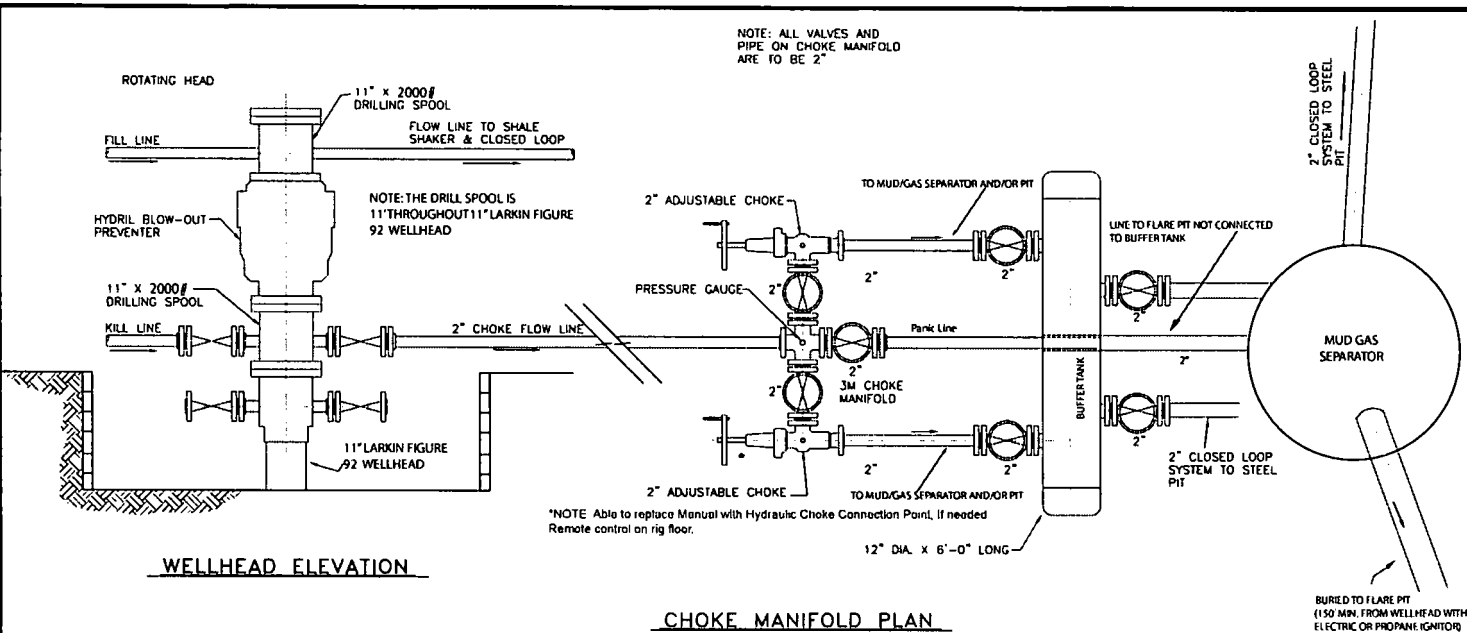 NOTE: ALL VALVES AND
PIPE ON CHOKE MANIFOLD
ARE TO BE 2"
ROTATING HEAD
11" X 2000#
DRILLING SPOOL
FILL LINE
FLOW LINE TO SHALE
SHAKER & CLOSED LOOP
NOTE: THE DRILL SPOOL IS
11'THROUGHOUT 11" LARKIN FIGURE
92 WELLHEAD
HYDRIL BLOW-OUT
PREVENTER
11" X 2000#
DRILLING SPOOL
KILL LINE
2" CHOKE FLOW LINE
11" LARKIN FIGURE
92 WELLHEAD
WELLHEAD ELEVATION
2" ADJUSTABLE CHOKE
TO MUD/GAS SEPARATOR AND/OR PIT
2"
2"
2"
PRESSURE GAUGE
Panic Line
2"
2"
3M CHOKE
MANIFOLD
2" ADJUSTABLE CHOKE
2"
2"
TO MUD/GAS SEPARATOR AND/OR PIT
*NOTE Able to replace Manual with Hydraulic Choke Connection Point, If needed
Remote control on rig floor.
12" DIA. X 6'-0" LONG
BUFFER TANK
CHOKE MANIFOLD PLAN
2" CLOSED LOOP
SYSTEM TO STEEL
PIT
LINE TO FLARE PIT NOT CONNECTED
TO BUFFER TANK
2"
2"
2"
MUD GAS
SEPARATOR
2" CLOSED LOOP
SYSTEM TO STEEL
PIT
BURIED TO FLARE PIT
(150' MIN. FROM WELLHEAD WITH
ELECTRIC OR PROPANE IGNITOR)